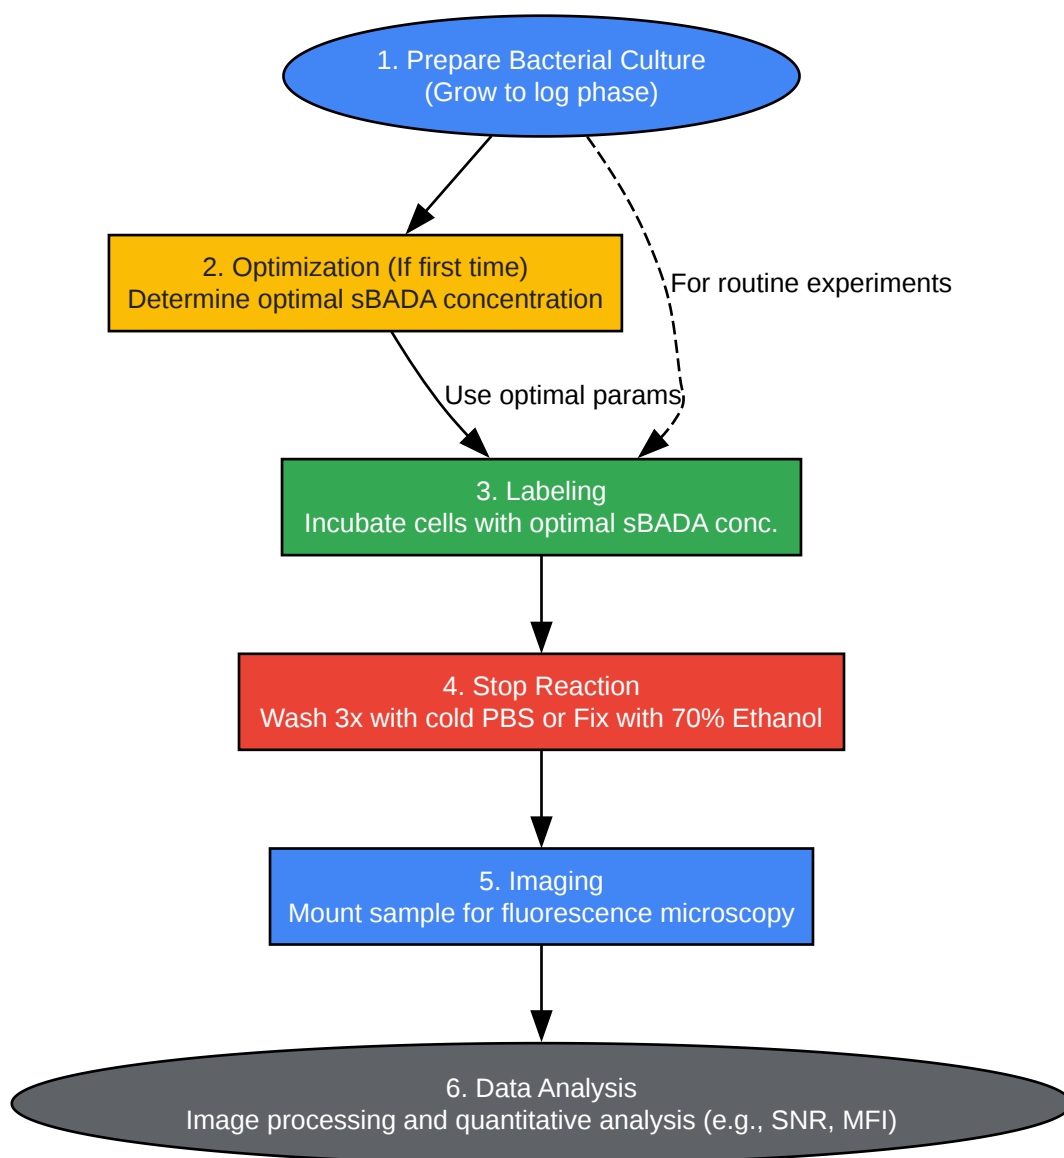 1. Prepare Bacterial Culture
(Grow to log phase)
2. Optimization (If first time)
Determine optimal sBADA concentration
For routine experiments
Use optimal params
3. Labeling
Incubate cells with optimal sBADA conc.
4. Stop Reaction
Wash 3x with cold PBS or Fix with 70% Ethanol
5. Imaging
Mount sample for fluorescence microscopy
6. Data Analysis
Image processing and quantitative analysis (e.g., SNR, MFI)